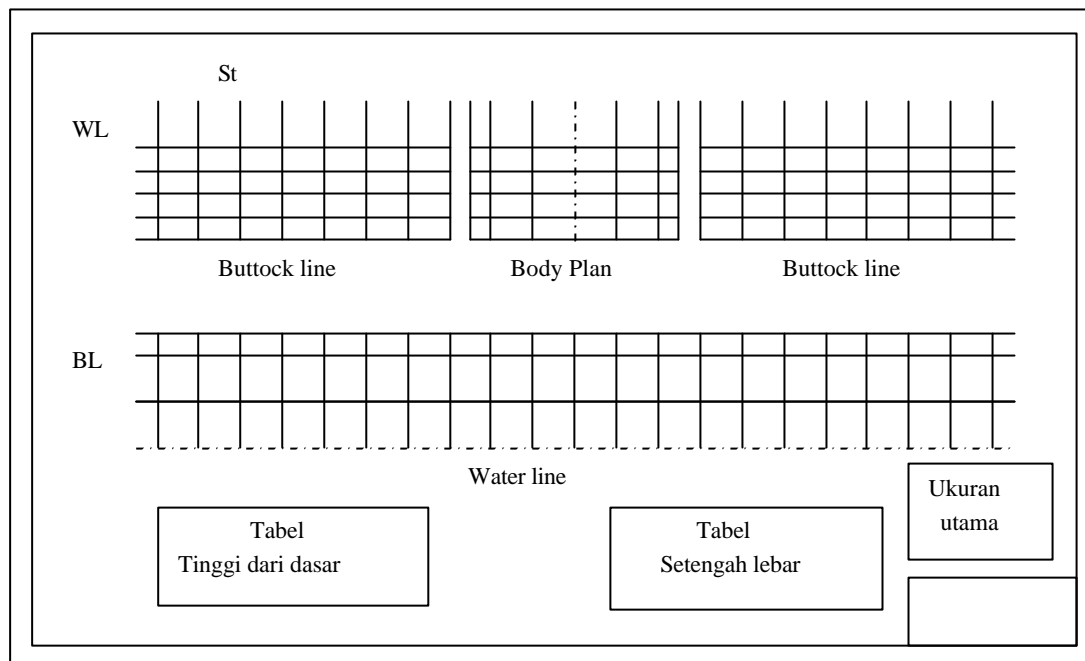 St
WL
Buttock line
Body Plan
Buttock line
BL
Water line
Ukuran
utama
Tabel
Tinggi dari dasar
Tabel
Setengah lebar